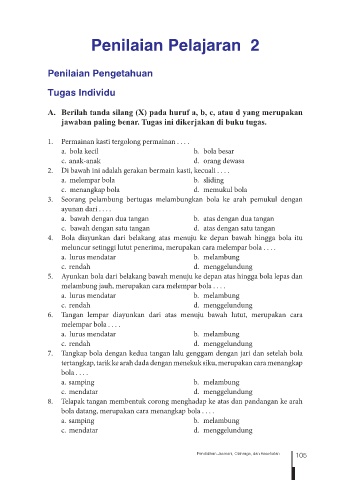 Penilaian Pelajaran 2
Penilaian Pengetahuan
Tugas Individu
A. Berilah tanda silang (X) pada huruf a, b, c, atau d yang merupakan
jawaban paling benar. Tugas ini dikerjakan di buku tugas.
1. Permainan kasti tergolong permainan . . . .
a. bola kecil b. bola besar
c. anak-anak d. orang dewasa
2. Di bawah ini adalah gerakan bermain kasti, kecuali . . . .
a. melempar bola b. sliding
c. menangkap bola d. memukul bola
3. Seorang pelambung bertugas melambungkan bola ke arah pemukul dengan
ayunan dari . . . .
a. bawah dengan dua tangan b. atas dengan dua tangan
c. bawah dengan satu tangan d. atas dengan satu tangan
4. Bola diayunkan dari belakang atas menuju ke depan bawah hingga bola itu
meluncur setinggi lutut penerima, merupakan cara melempar bola . . . .
a. lurus mendatar b. melambung
c. rendah d. menggelundung
5. Ayunkan bola dari belakang bawah menuju ke depan atas hingga bola lepas dan
melambung jauh, merupakan cara melempar bola . . . .
a. lurus mendatar b. melambung
c. rendah d. menggelundung
6. Tangan lempar diayunkan dari atas menuju bawah lutut, merupakan cara
melempar bola . . . .
a. lurus mendatar b. melambung
c. rendah d. menggelundung
7. Tangkap bola dengan kedua tangan lalu genggam dengan jari dan setelah bola
tertangkap, tarik ke arah dada dengan menekuk siku, merupakan cara menangkap
bola . . . .
a. samping b. melambung
c. mendatar d. menggelundung
8. Telapak tangan membentuk corong menghadap ke atas dan pandangan ke arah
bola datang, merupakan cara menangkap bola . . . .
a. samping b. melambung
c. mendatar d. menggelundung
Pendidikan Jasmani, Olahraga, dan Kesehatan 105